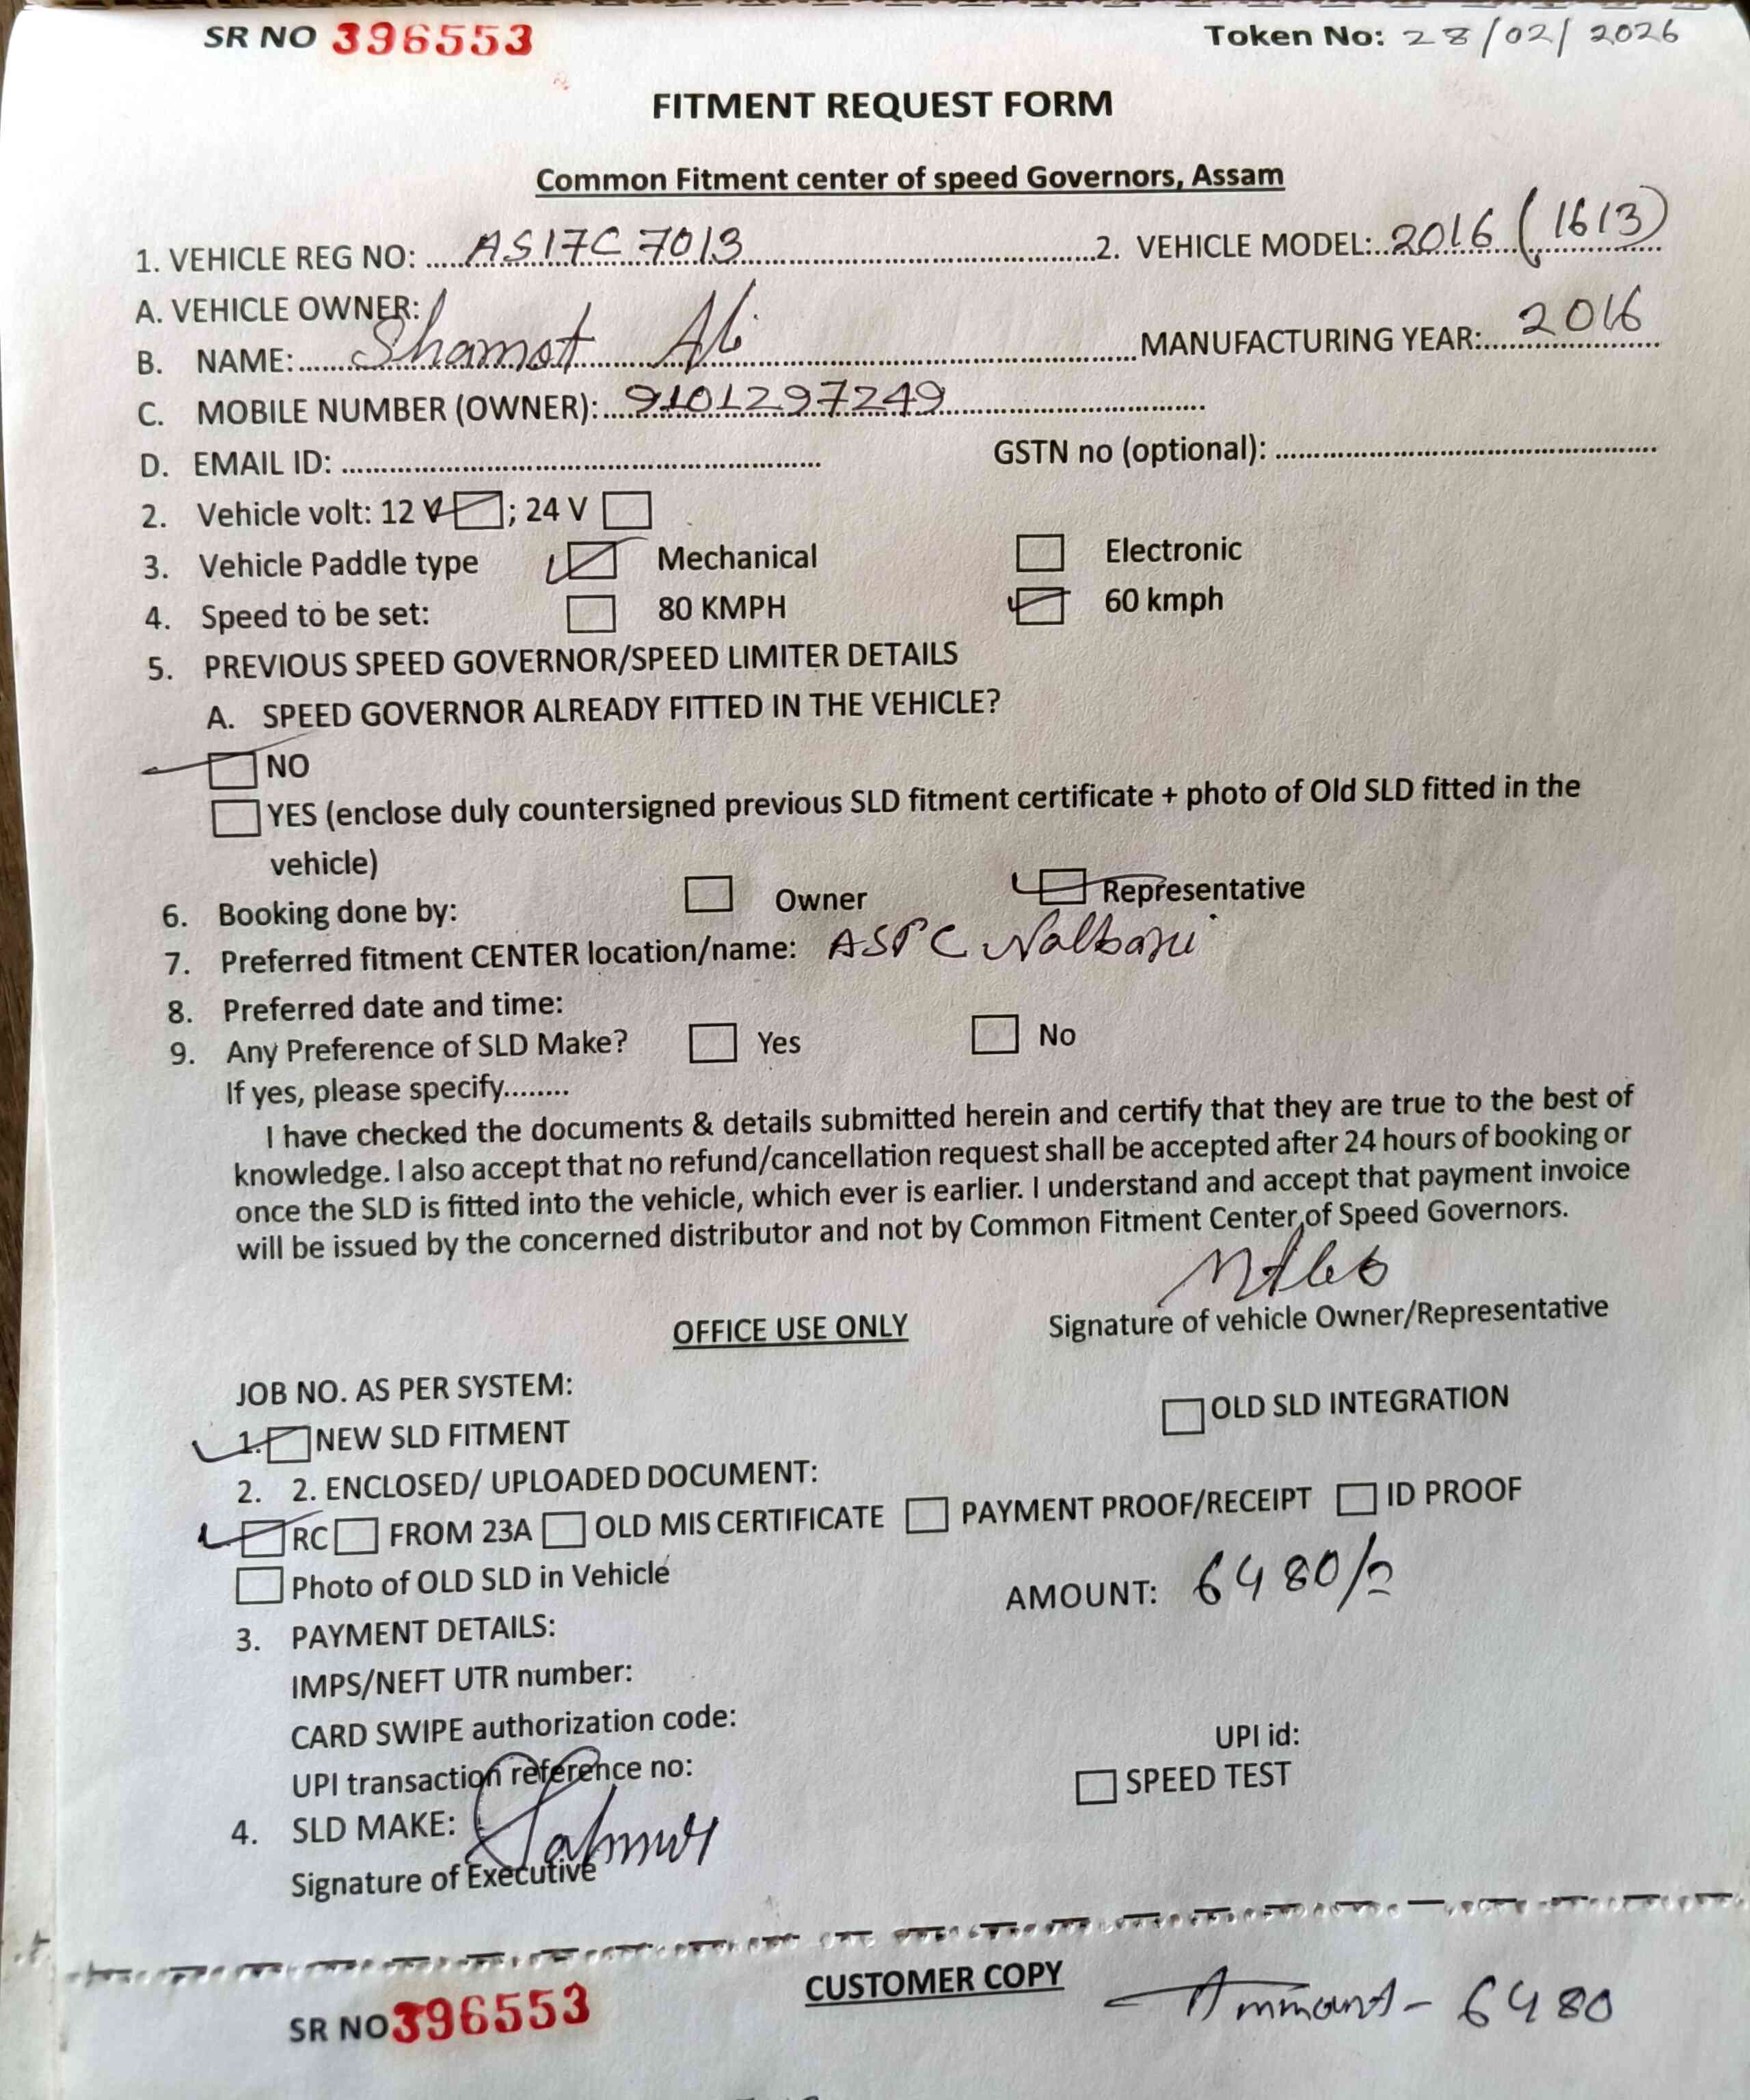 SR NO 396553 Token No: 28/02/2026
FITMENT REQUEST FORM
Common Fitment center of speed Governors, Assam
1. VEHICLE REG NO: ..... AS17C 7013 ..... 2. VEHICLE MODEL: 2016 (1613)
A. VEHICLE OWNER:
B. NAME: ..... Shamat Ali ..... MANUFACTURING YEAR: ..... 2016
C. MOBILE NUMBER (OWNER): ..... 9101297249 .....
D. EMAIL ID: ..... GSTN no (optional): .....
2. Vehicle volt: 12 V ; 24 V
3. Vehicle Paddle type Mechanical Electronic
4. Speed to be set: 80 KMPH 60 kmph
5. PREVIOUS SPEED GOVERNOR/SPEED LIMITER DETAILS
A. SPEED GOVERNOR ALREADY FITTED IN THE VEHICLE?
NO
YES (enclose duly countersigned previous SLD fitment certificate + photo of Old SLD fitted in the
vehicle)
6. Booking done by: Owner Representative
7. Preferred fitment CENTER location/name: Nalbari
8. Preferred date and time:
9. Any Preference of SLD Make? Yes No
If yes, please specify........
I have checked the documents & details submitted herein and certify that they are true to the best of
knowledge. I also accept that no refund/cancellation request shall be accepted after 24 hours of booking or
once the SLD is fitted into the vehicle, which ever is earlier. I understand and accept that payment invoice
will be issued by the concerned distributor and not by Common Fitment Center of Speed Governors.
OFFICE USE ONLY Signature of vehicle Owner/Representative
JOB NO. AS PER SYSTEM:
1. NEW SLD FITMENT OLD SLD INTEGRATION
2. 2. ENCLOSED/ UPLOADED DOCUMENT:
RC FROM 23A OLD MIS CERTIFICATE PAYMENT PROOF/RECEIPT ID PROOF
Photo of OLD SLD in Vehicle AMOUNT: 6480/=
3. PAYMENT DETAILS:
IMPS/NEFT UTR number:
CARD SWIPE authorization code:
UPI id:
UPI transaction reference no: SPEED TEST
4. SLD MAKE:
Signature of Executive
CUSTOMER COPY Ammount - 6480
SR NO 396553